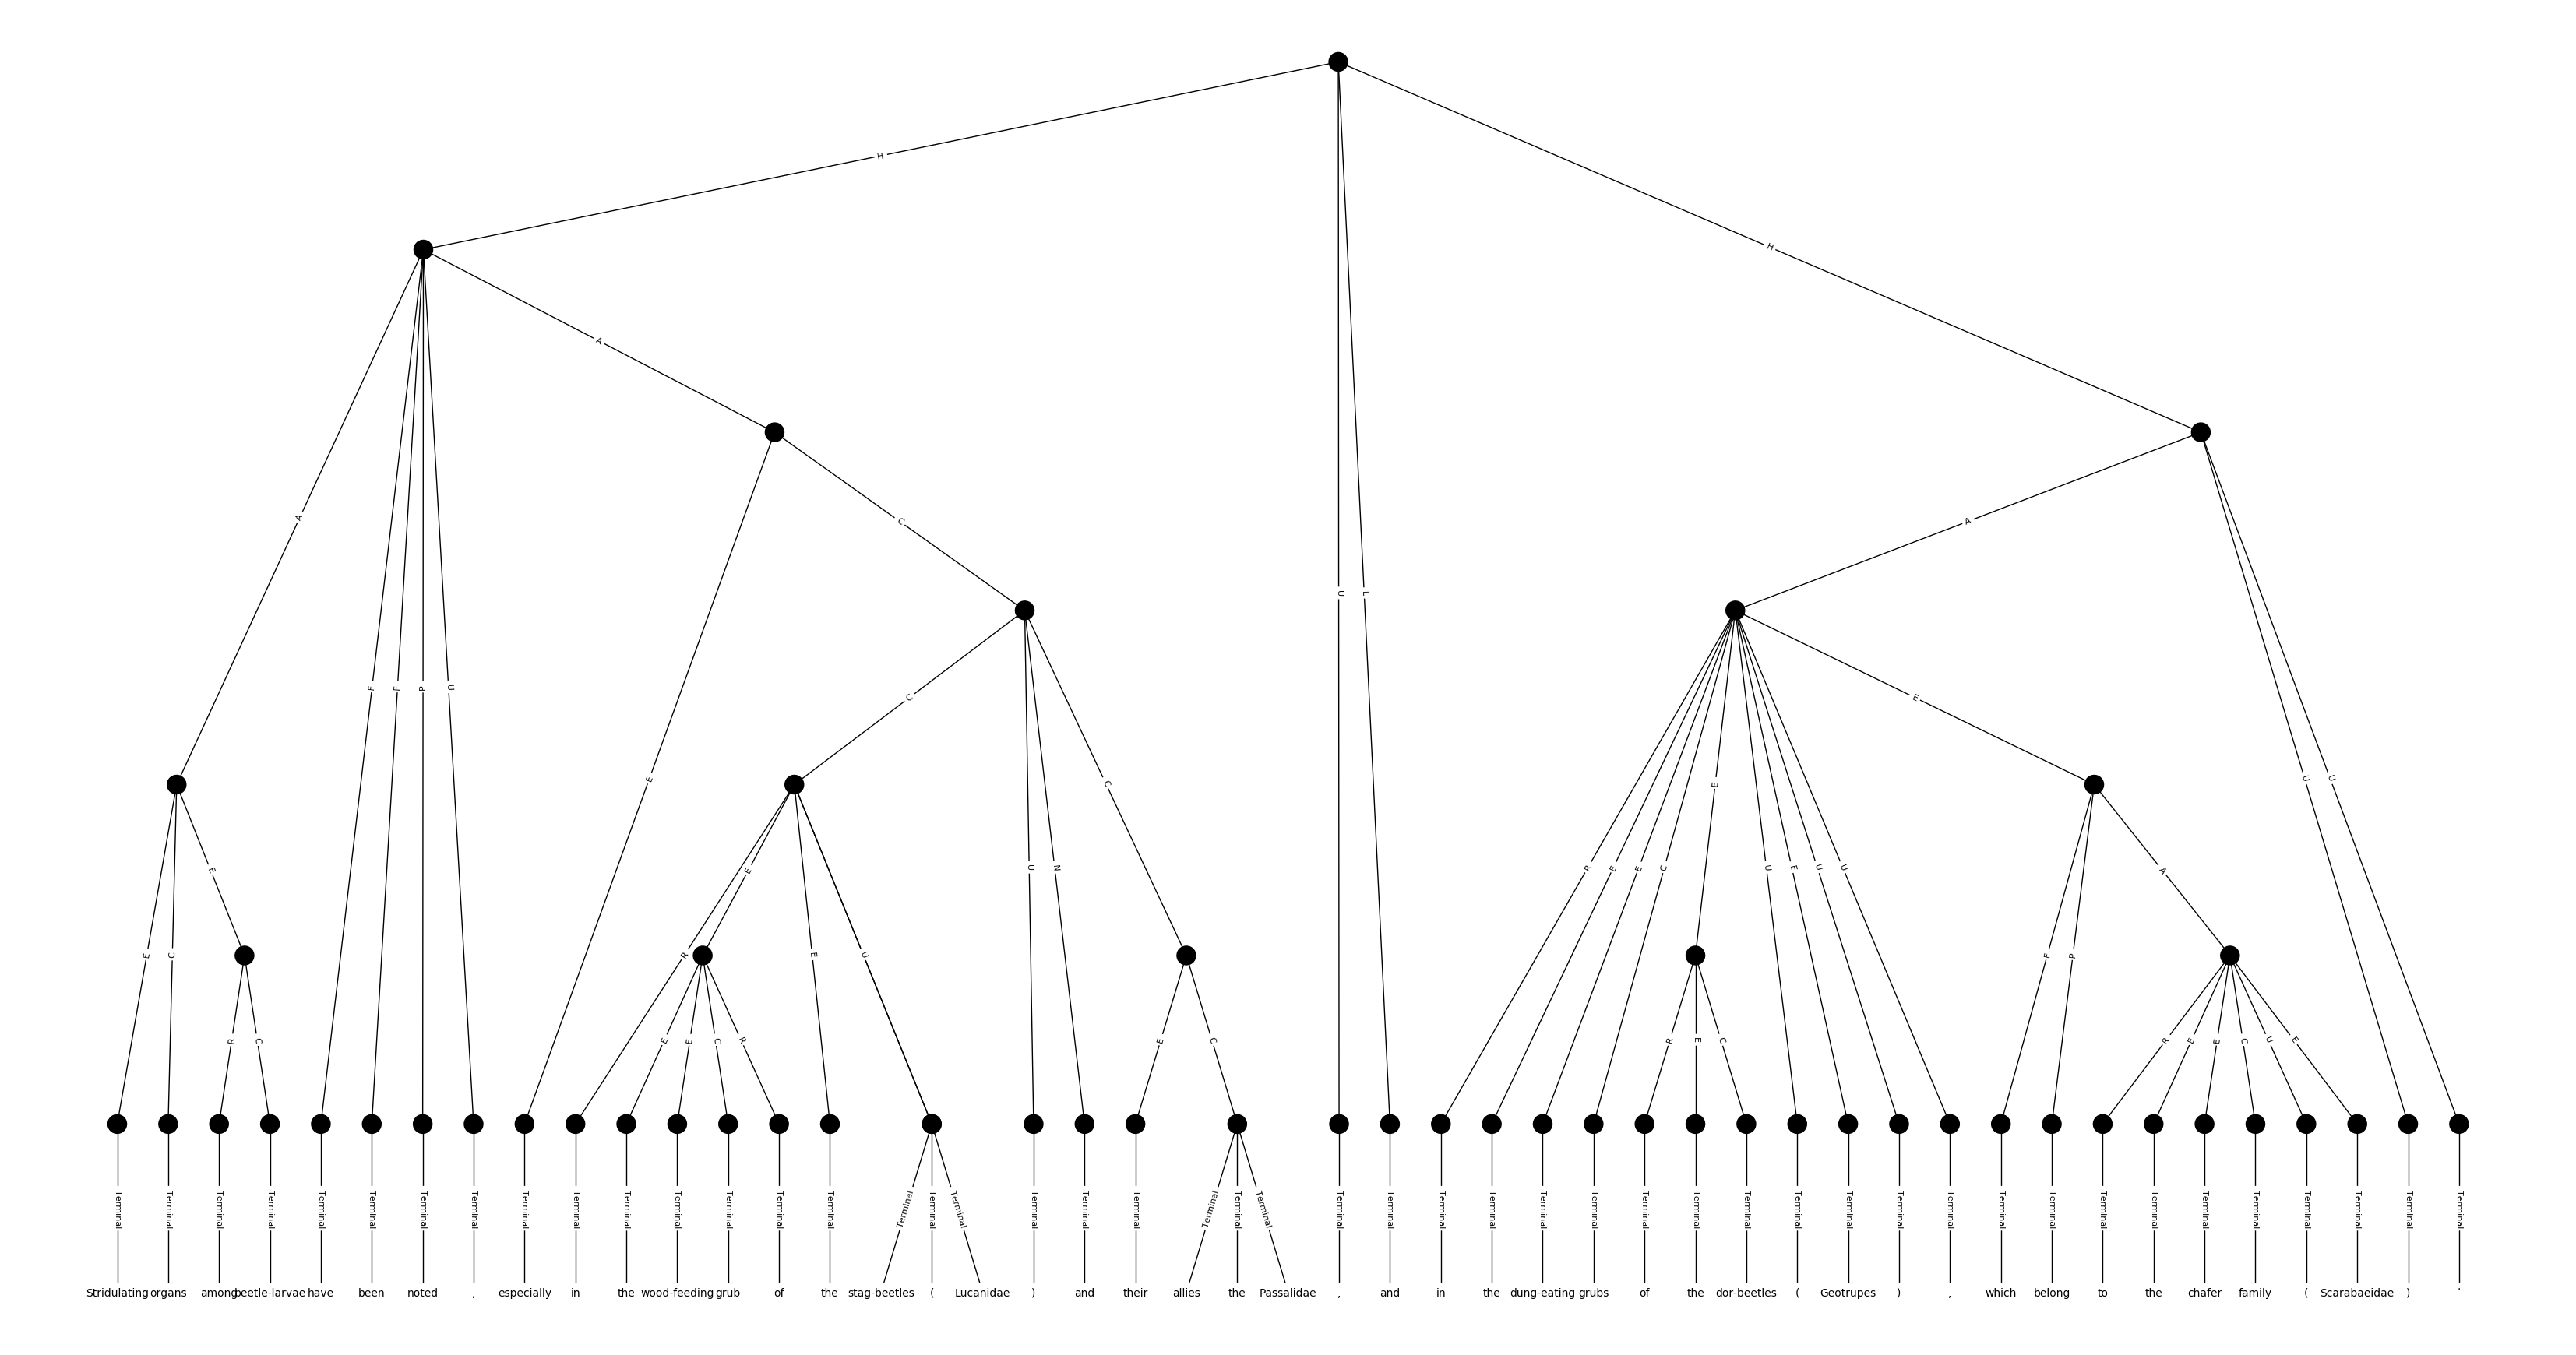 H
H
A
A
C
A
U
L
F
F
P
U
C
E
E
E
C
R
E
E
U
U
N
C
R
E
E
C
E
U
E
U
U
F
P
A
U
U
E
C
R
C
E
E
C
R
E
C
R
E
C
R
E
E
C
U
E
Terminal Terminal Terminal Terminal Terminal Terminal Terminal Terminal Terminal Terminal Terminal Terminal Terminal Terminal Terminal Terminal Terminal Terminal Terminal Terminal Terminal Terminal Terminal Terminal Terminal Terminal Terminal Terminal Terminal Terminal Terminal Terminal Terminal Terminal Terminal Terminal Terminal Terminal Terminal Terminal Terminal Terminal Terminal Terminal Terminal Terminal Terminal Terminal
Stridulating organs among beetle-larvae have been noted , especially in the wood-feeding grub of the stag-beetles ( Lucanidae ) and their allies the Passalidae , and in the dung-eating grubs of the dor-beetles ( Geotrupes ) , which belong to the chafer family ( Scarabaeidae ) .